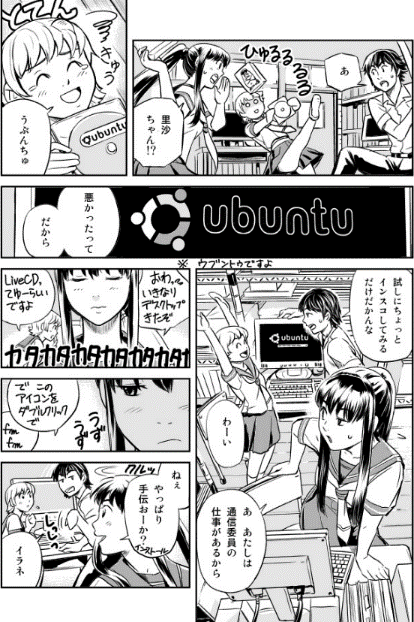 あ
ひゅるるるる
里沙
ちゃん!?
とてん
きゅう
ubuntu
うぶんちゅ
ubuntu
悪かったって
だから
※ ウブントゥですよ
試しにちょっと
インスコしてみる
だけだかんな
ubuntu
わーい
あ あたしは
通信委員の
仕事があるから
おわっ
いきなり
デスクトップ
きたぞ
LiveCD、
てゆーらしい
ですよ
カタカタカタカタカタカタカタ
で この
アイコンを
ダブルクリック
で
fmfm
うず
うず
クルッ
ねぇ
やっぱり
手伝おーか?
インストール
しっしっ
イラネ